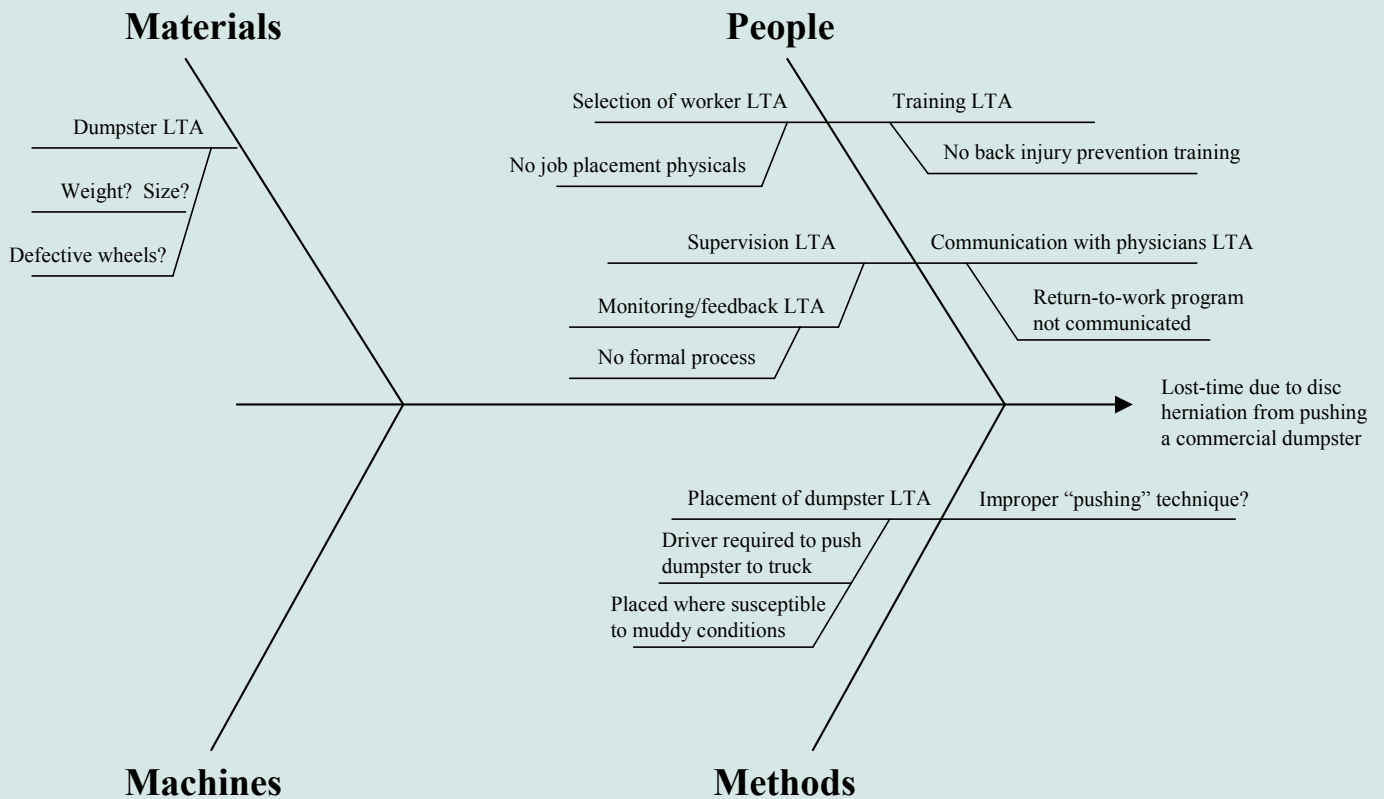 Materials
People
Selection of worker LTA
Training LTA
Dumpster LTA
No job placement physicals
No back injury prevention training
Weight?  Size?
Defective wheels?
Supervision LTA
Communication with physicians LTA
Monitoring/feedback LTA
Return-to-work program
not communicated
No formal process
Lost-time due to disc
herniation from pushing
a commercial dumpster
Placement of dumpster LTA
Improper “pushing” technique?
Driver required to push
dumpster to truck
Placed where susceptible
to muddy conditions
Machines
Methods